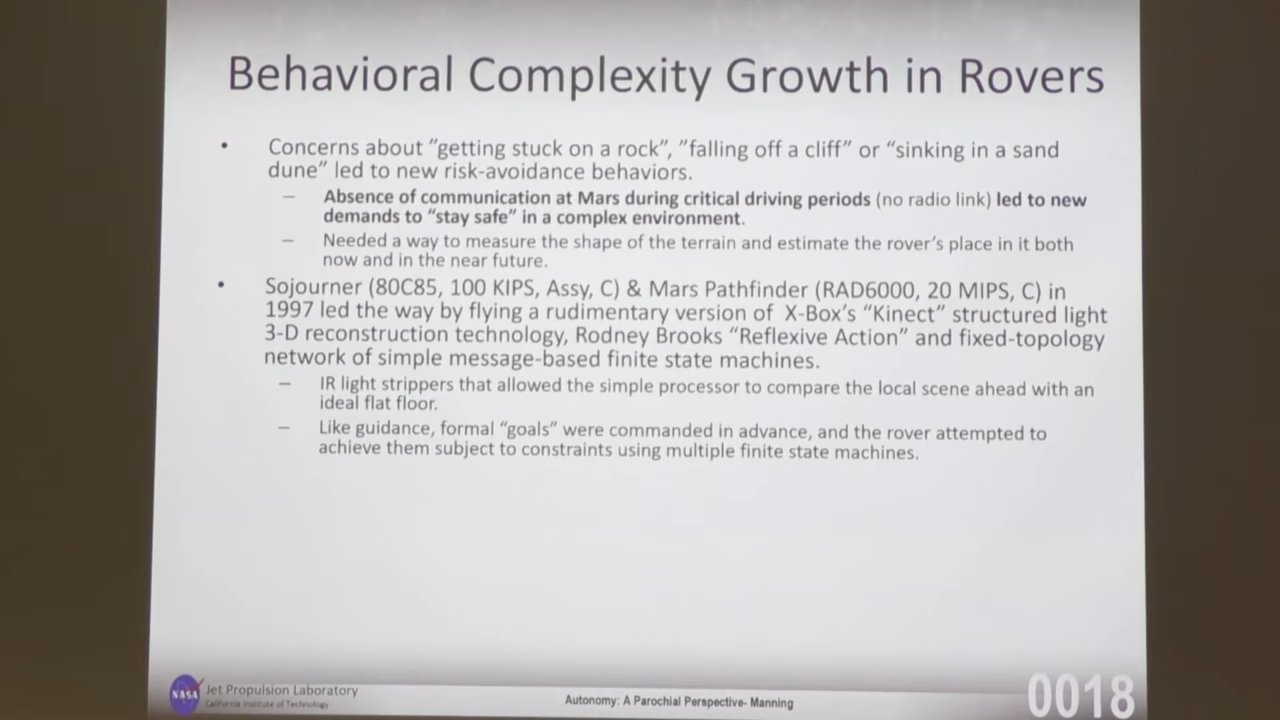 Behavioral Complexity Growth in Rovers
• Concerns about ”getting stuck on a rock”, ”falling off a cliff” or “sinking in a sand
dune” led to new risk-avoidance behaviors.
– Absence of communication at Mars during critical driving periods (no radio link) led to new
demands to “stay safe” in a complex environment.
– Needed a way to measure the shape of the terrain and estimate the rover’s place in it both
now and in the near future.
• Sojourner (80C85, 100 KIPS, Assy, C) & Mars Pathfinder (RAD6000, 20 MIPS, C) in
1997 led the way by flying a rudimentary version of X-Box’s “Kinect” structured light
3-D reconstruction technology, Rodney Brooks “Reflexive Action” and fixed-topology
network of simple message-based finite state machines.
– IR light strippers that allowed the simple processor to compare the local scene ahead with an
ideal flat floor.
– Like guidance, formal “goals” were commanded in advance, and the rover attempted to
achieve them subject to constraints using multiple finite state machines.
NASA
Jet Propulsion Laboratory
California Institute of Technology
Autonomy: A Parochial Perspective- Manning
0018